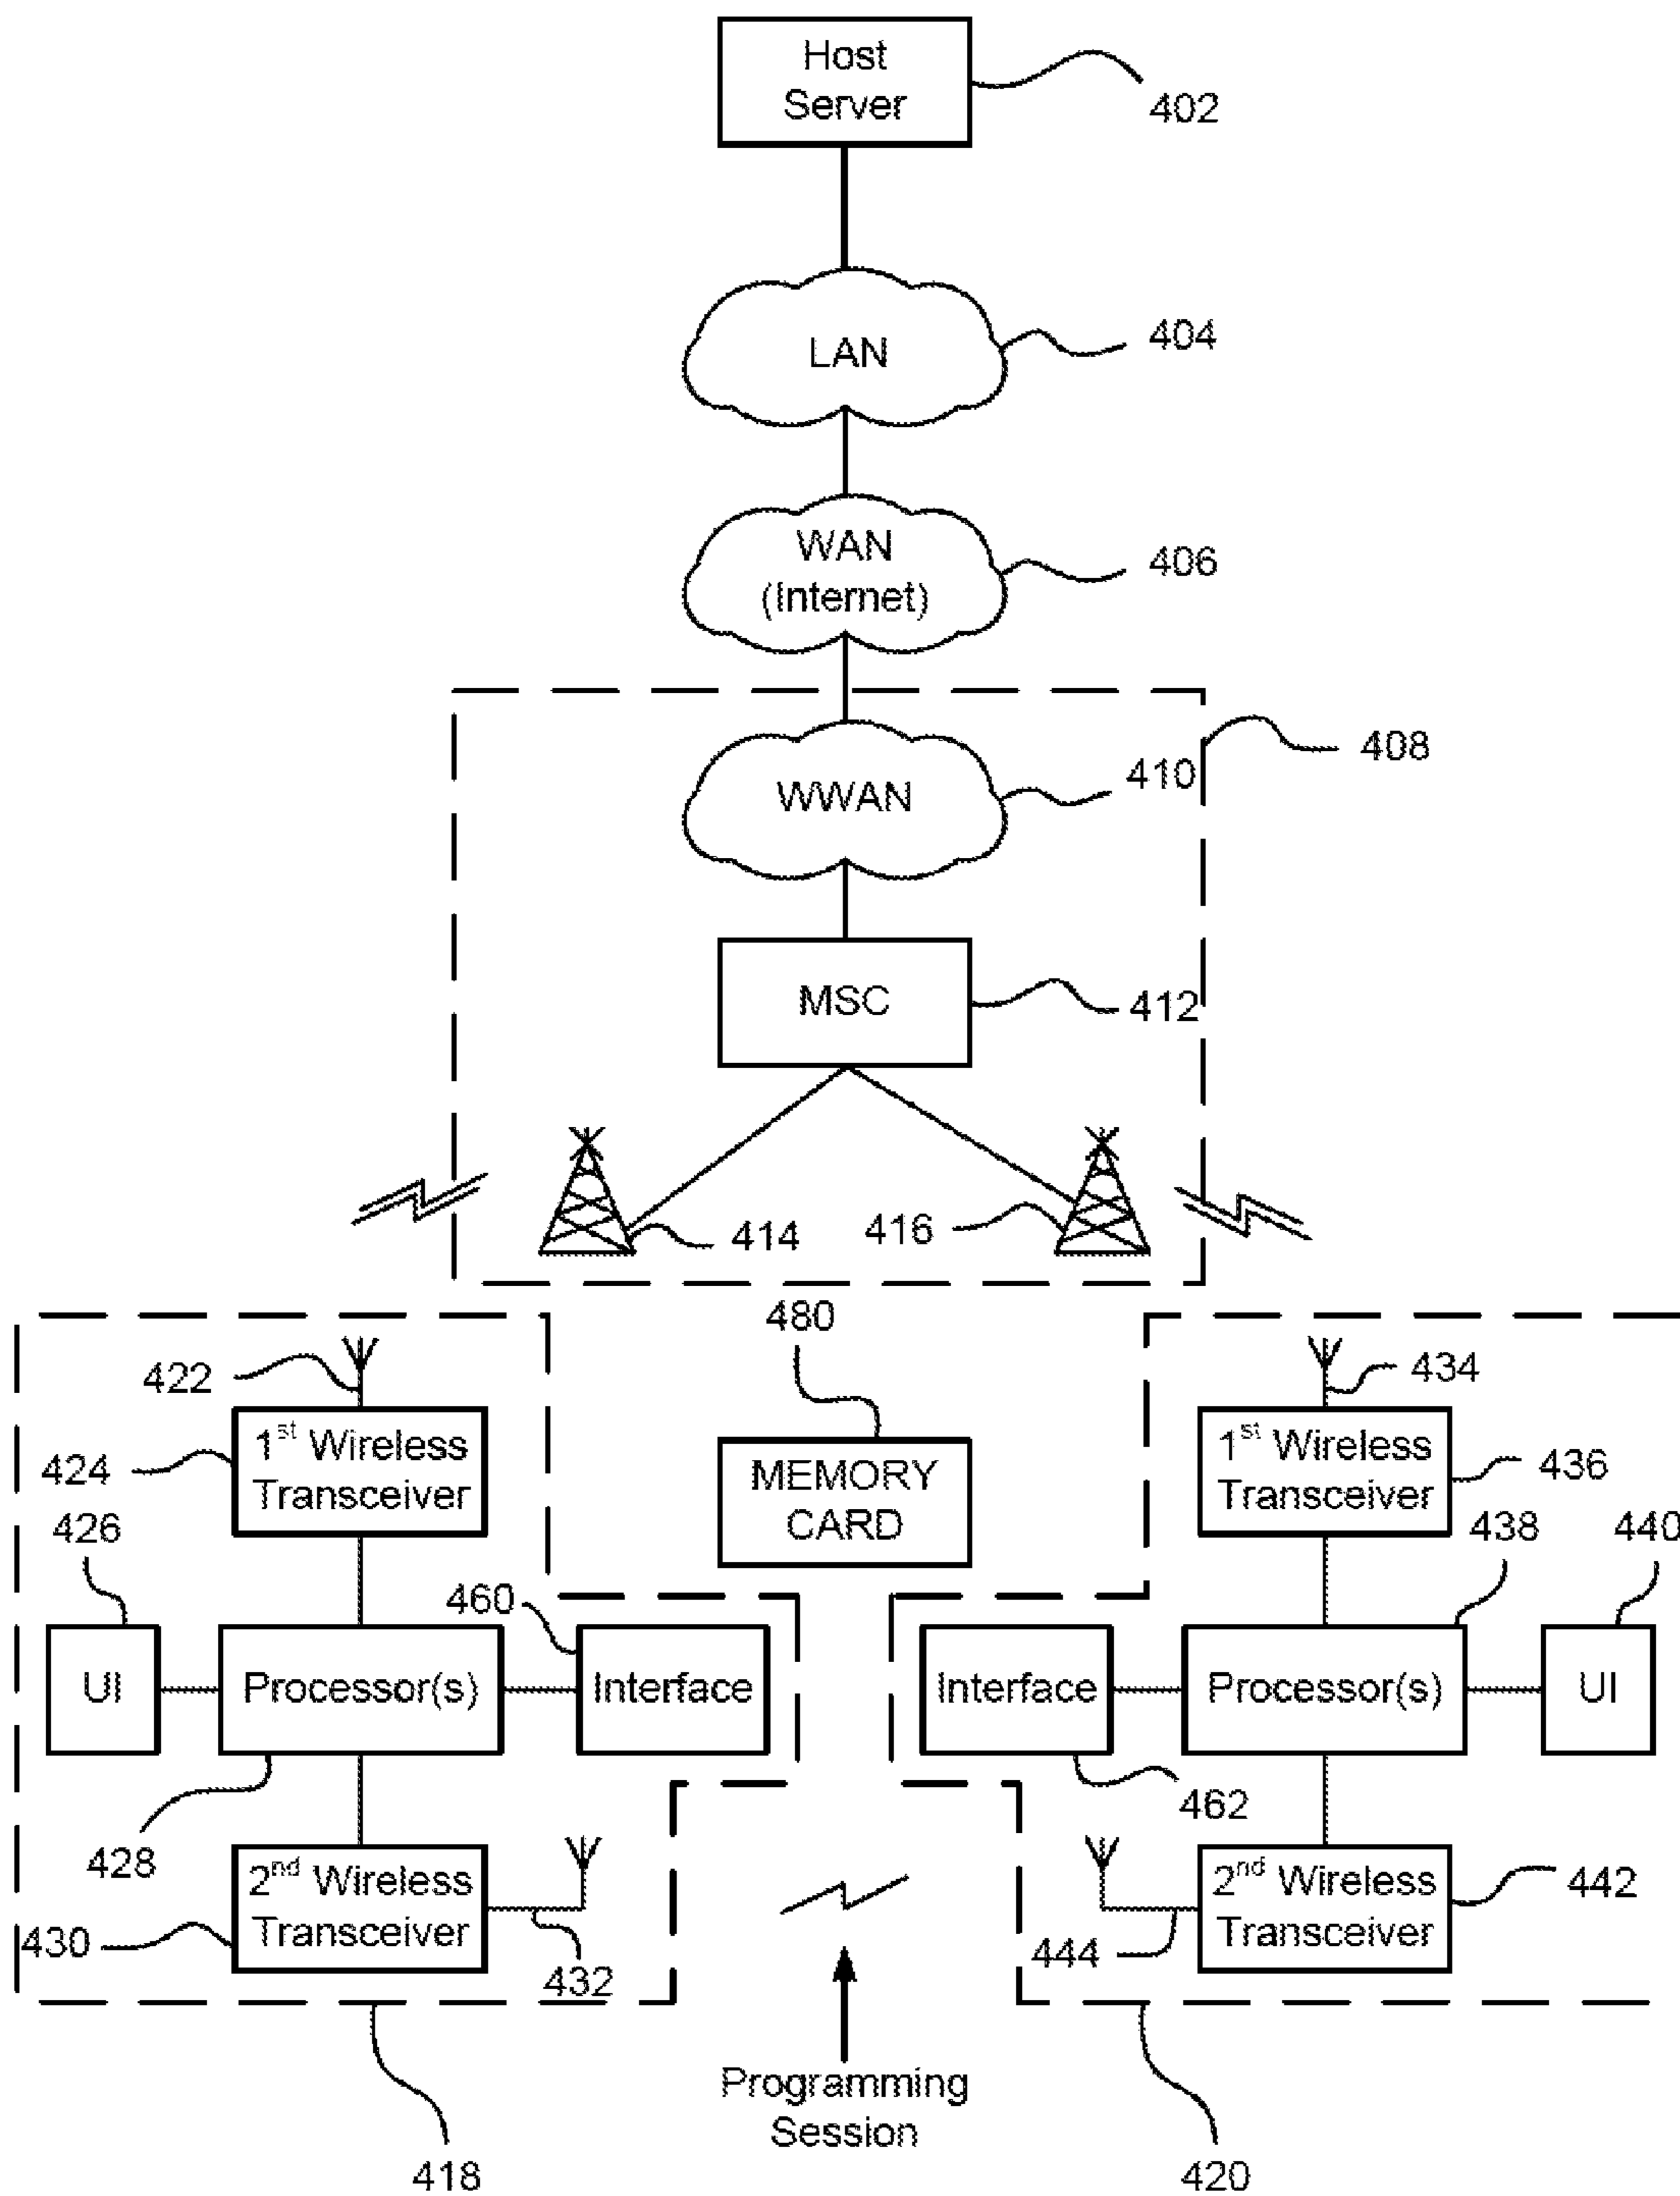 Host
Server
402
LAN
404
WAN
(Internet)
406
408
WWAN
410
MSC
412
414
416
480
422
434
1st Wireless
Transceiver
424
MEMORY
CARD
1st Wireless
Transceiver
436
426
460
438
440
UI
Processor(s)
Interface
Interface
Processor(s)
UI
428
462
2nd Wireless
Transceiver
2nd Wireless
Transceiver
442
430
432
444
Programming
Session
418
420